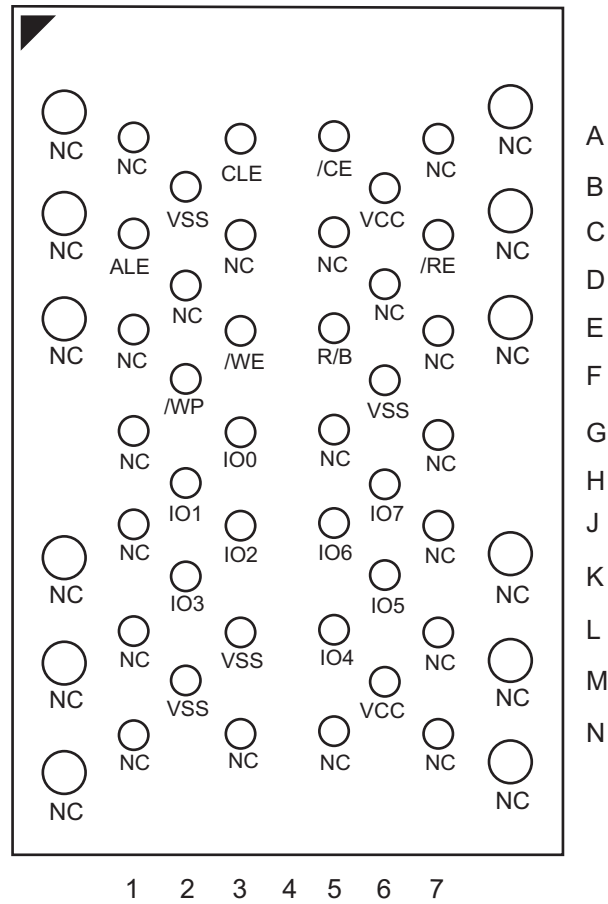 NC NC CLE /CE NC NC A
VSS VCC B
NC ALE NC NC /RE NC C
NC NC D
NC NC /WE R/B NC NC E
/WP VSS F
NC IO0 NC NC G
IO1 IO7 H
NC IO2 IO6 NC J
NC IO3 IO5 NC K
NC VSS IO4 NC L
NC VSS VCC NC M
NC NC NC NC N
NC NC
1 2 3 4 5 6 7